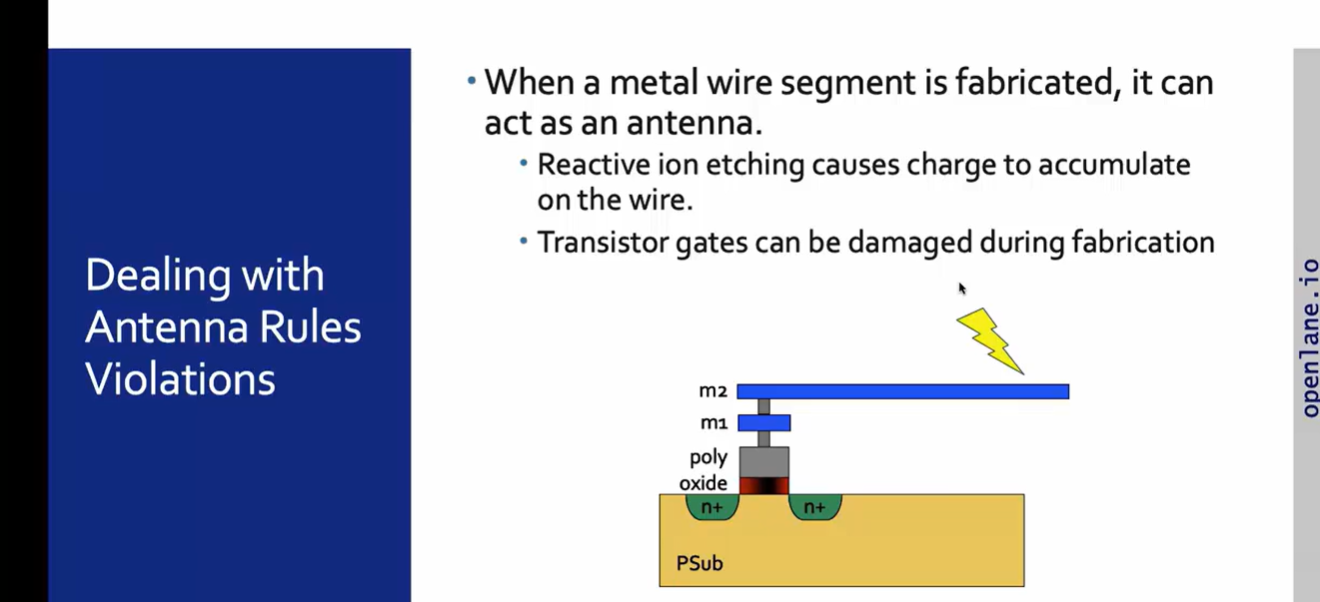 Dealing with
Antenna Rules
Violations
• When a metal wire segment is fabricated, it can
act as an antenna.
• Reactive ion etching causes charge to accumulate
on the wire.
• Transistor gates can be damaged during fabrication
m2
m1
poly
oxide
n+ n+
PSub
openlane.io